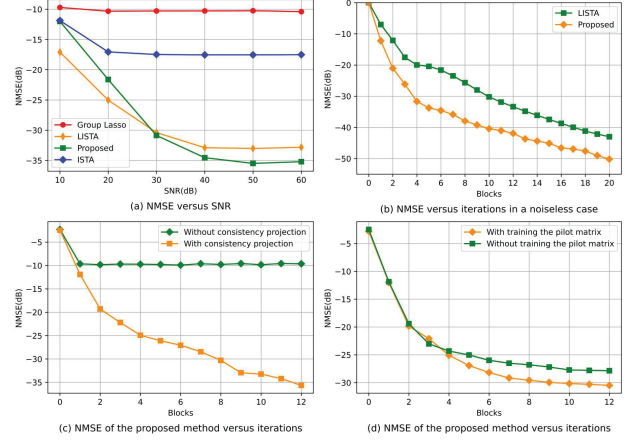 NMSE(dB)
−10
−15
−20
−25
−30
−35
Group Lasso
LISTA
Proposed
ISTA
10 20 30 40 50 60
SNR(dB)
(a) NMSE versus SNR
NMSE(dB)
0
−10
−20
−30
−40
−50
LISTA
Proposed
0 2 4 6 8 10 12 14 16 18 20
Blocks
(b) NMSE versus iterations in a noiseless case
NMSE(dB)
−5
−10
−15
−20
−25
−30
−35
Without consistency projection
With consistency projection
0 2 4 6 8 10 12
Blocks
(c) NMSE of the proposed method versus iterations
NMSE(dB)
−5
−10
−15
−20
−25
−30
With training the pilot matrix
Without training the pilot matrix
0 2 4 6 8 10 12
Blocks
(d) NMSE of the proposed method versus iterations